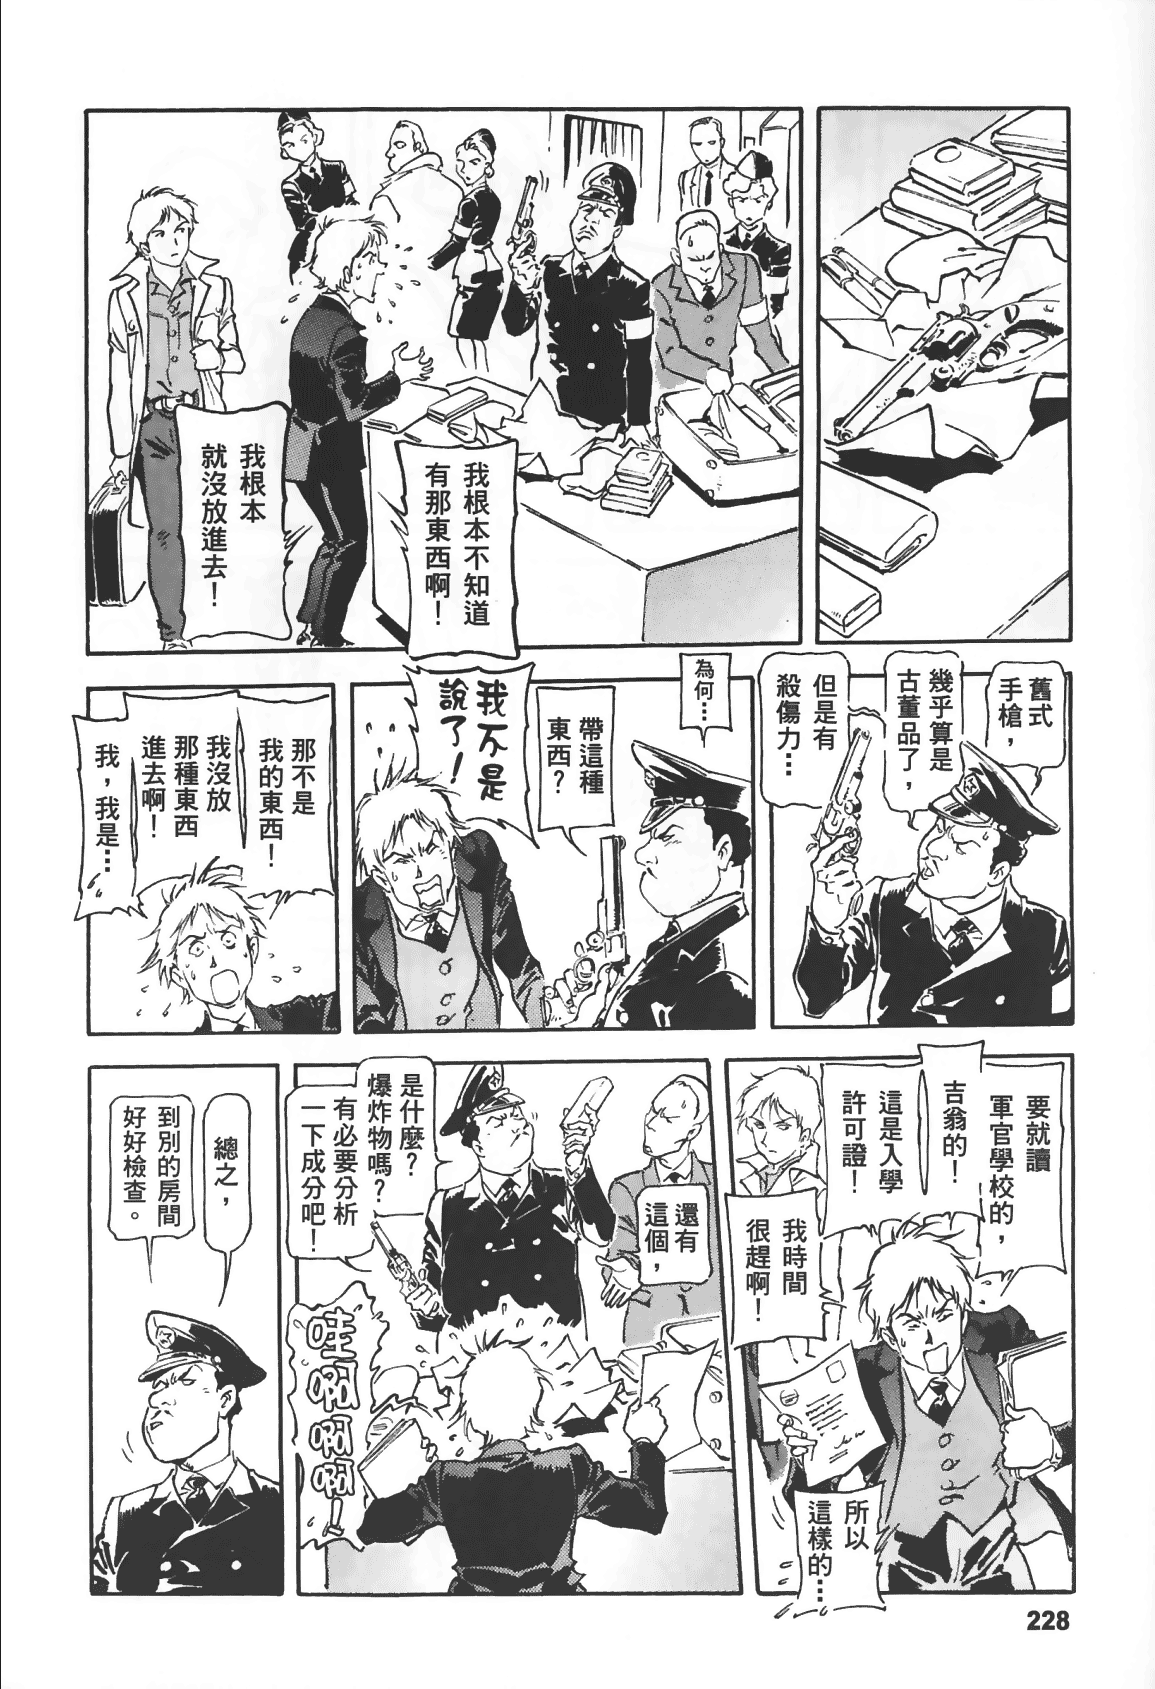 我根本不知道
有那東西啊！
我根本
就沒放進去！
舊式
手槍，
幾乎算是
古董品了，
但是有
殺傷力…
為何…
帶這種
東西？
我不是
說了！
那不是
我的東西！
我沒放
那種東西
進去啊！
我，我是…
要就讀
軍官學校的，
吉翁的！
這是入學
許可證！
我時間
很趕啊！
所以
這樣的…
還有
這個，
是什麼？
爆炸物嗎？
有必要分析
一下成分吧！
哇啊啊啊！
總之，
到別的房間
好好檢查。
228